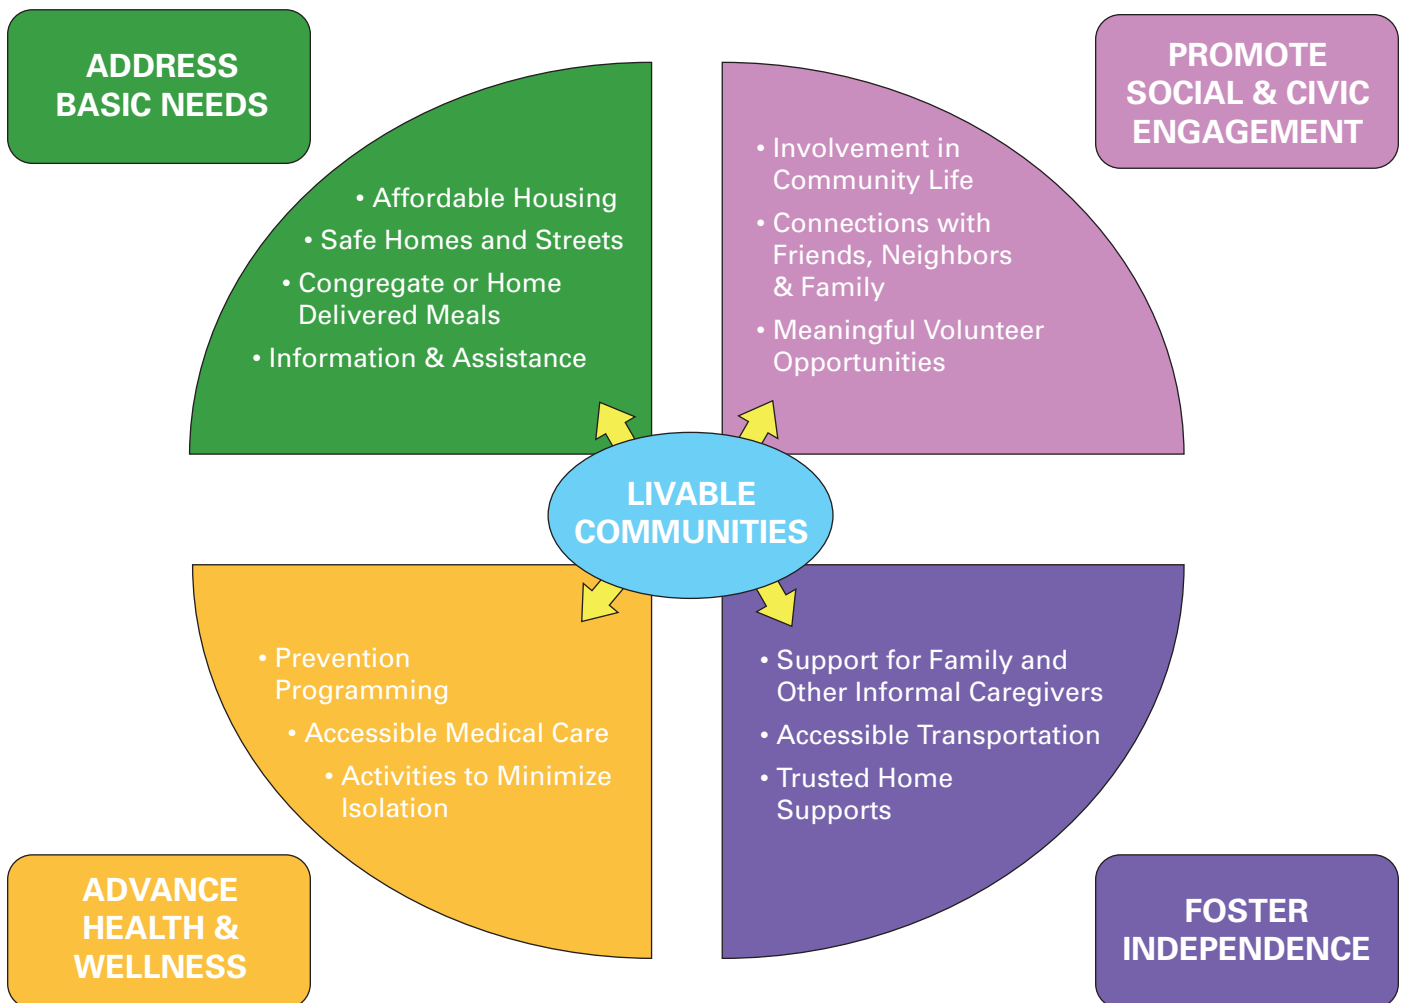 ADDRESS
BASIC NEEDS
• Affordable Housing
• Safe Homes and Streets
• Congregate or Home
Delivered Meals
• Information & Assistance
PROMOTE
SOCIAL & CIVIC
ENGAGEMENT
• Involvement in
Community Life
• Connections with
Friends, Neighbors
& Family
• Meaningful Volunteer
Opportunities
LIVABLE
COMMUNITIES
• Prevention
Programming
• Accessible Medical Care
• Activities to Minimize
Isolation
ADVANCE
HEALTH &
WELLNESS
• Support for Family and
Other Informal Caregivers
• Accessible Transportation
• Trusted Home
Supports
FOSTER
INDEPENDENCE